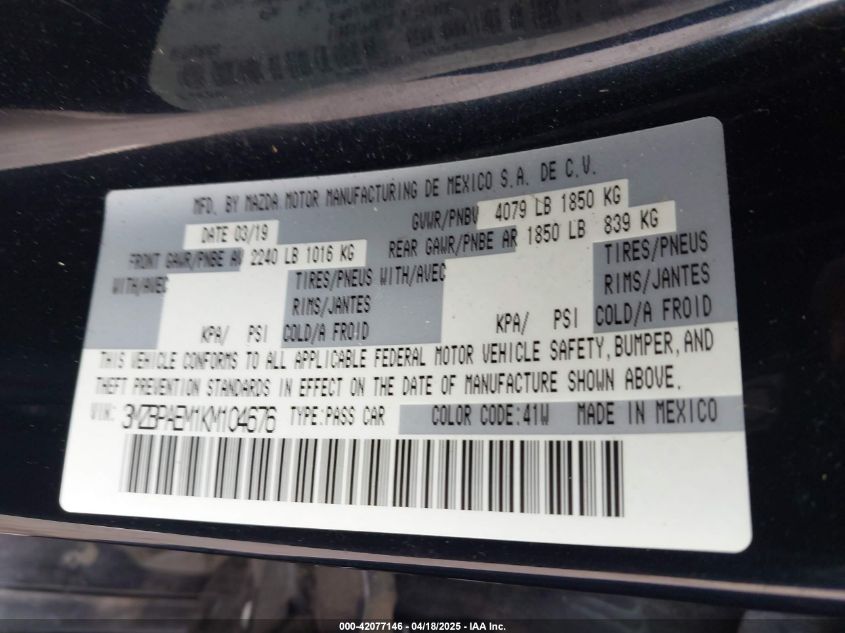 MFD. BY MAZDA MOTOR MANUFACTURING DE MEXICO S.A. DE C.V.
DATE 03/19 GVWR/PNBV 4079 LB 1850 KG
FRONT GAWR/PNBE AV 2240 LB 1016 KG REAR GAWR/PNBE AR 1850 LB 839 KG
WITH/AVEC TIRES/PNEUS WITH/AVEC TIRES/PNEUS
RIMS/JANTES RIMS/JANTES
KPA/ PSI COLD/A FROID KPA/ PSI COLD/A FROID
THIS VEHICLE CONFORMS TO ALL APPLICABLE FEDERAL MOTOR VEHICLE SAFETY, BUMPER, AND
THEFT PREVENTION STANDARDS IN EFFECT ON THE DATE OF MANUFACTURE SHOWN ABOVE.
VIN: 3MZBPAEM1KM104676 TYPE:PASS CAR COLOR CODE:41W MADE IN MEXICO
000-42077146 - 04/18/2025 - IAA Inc.